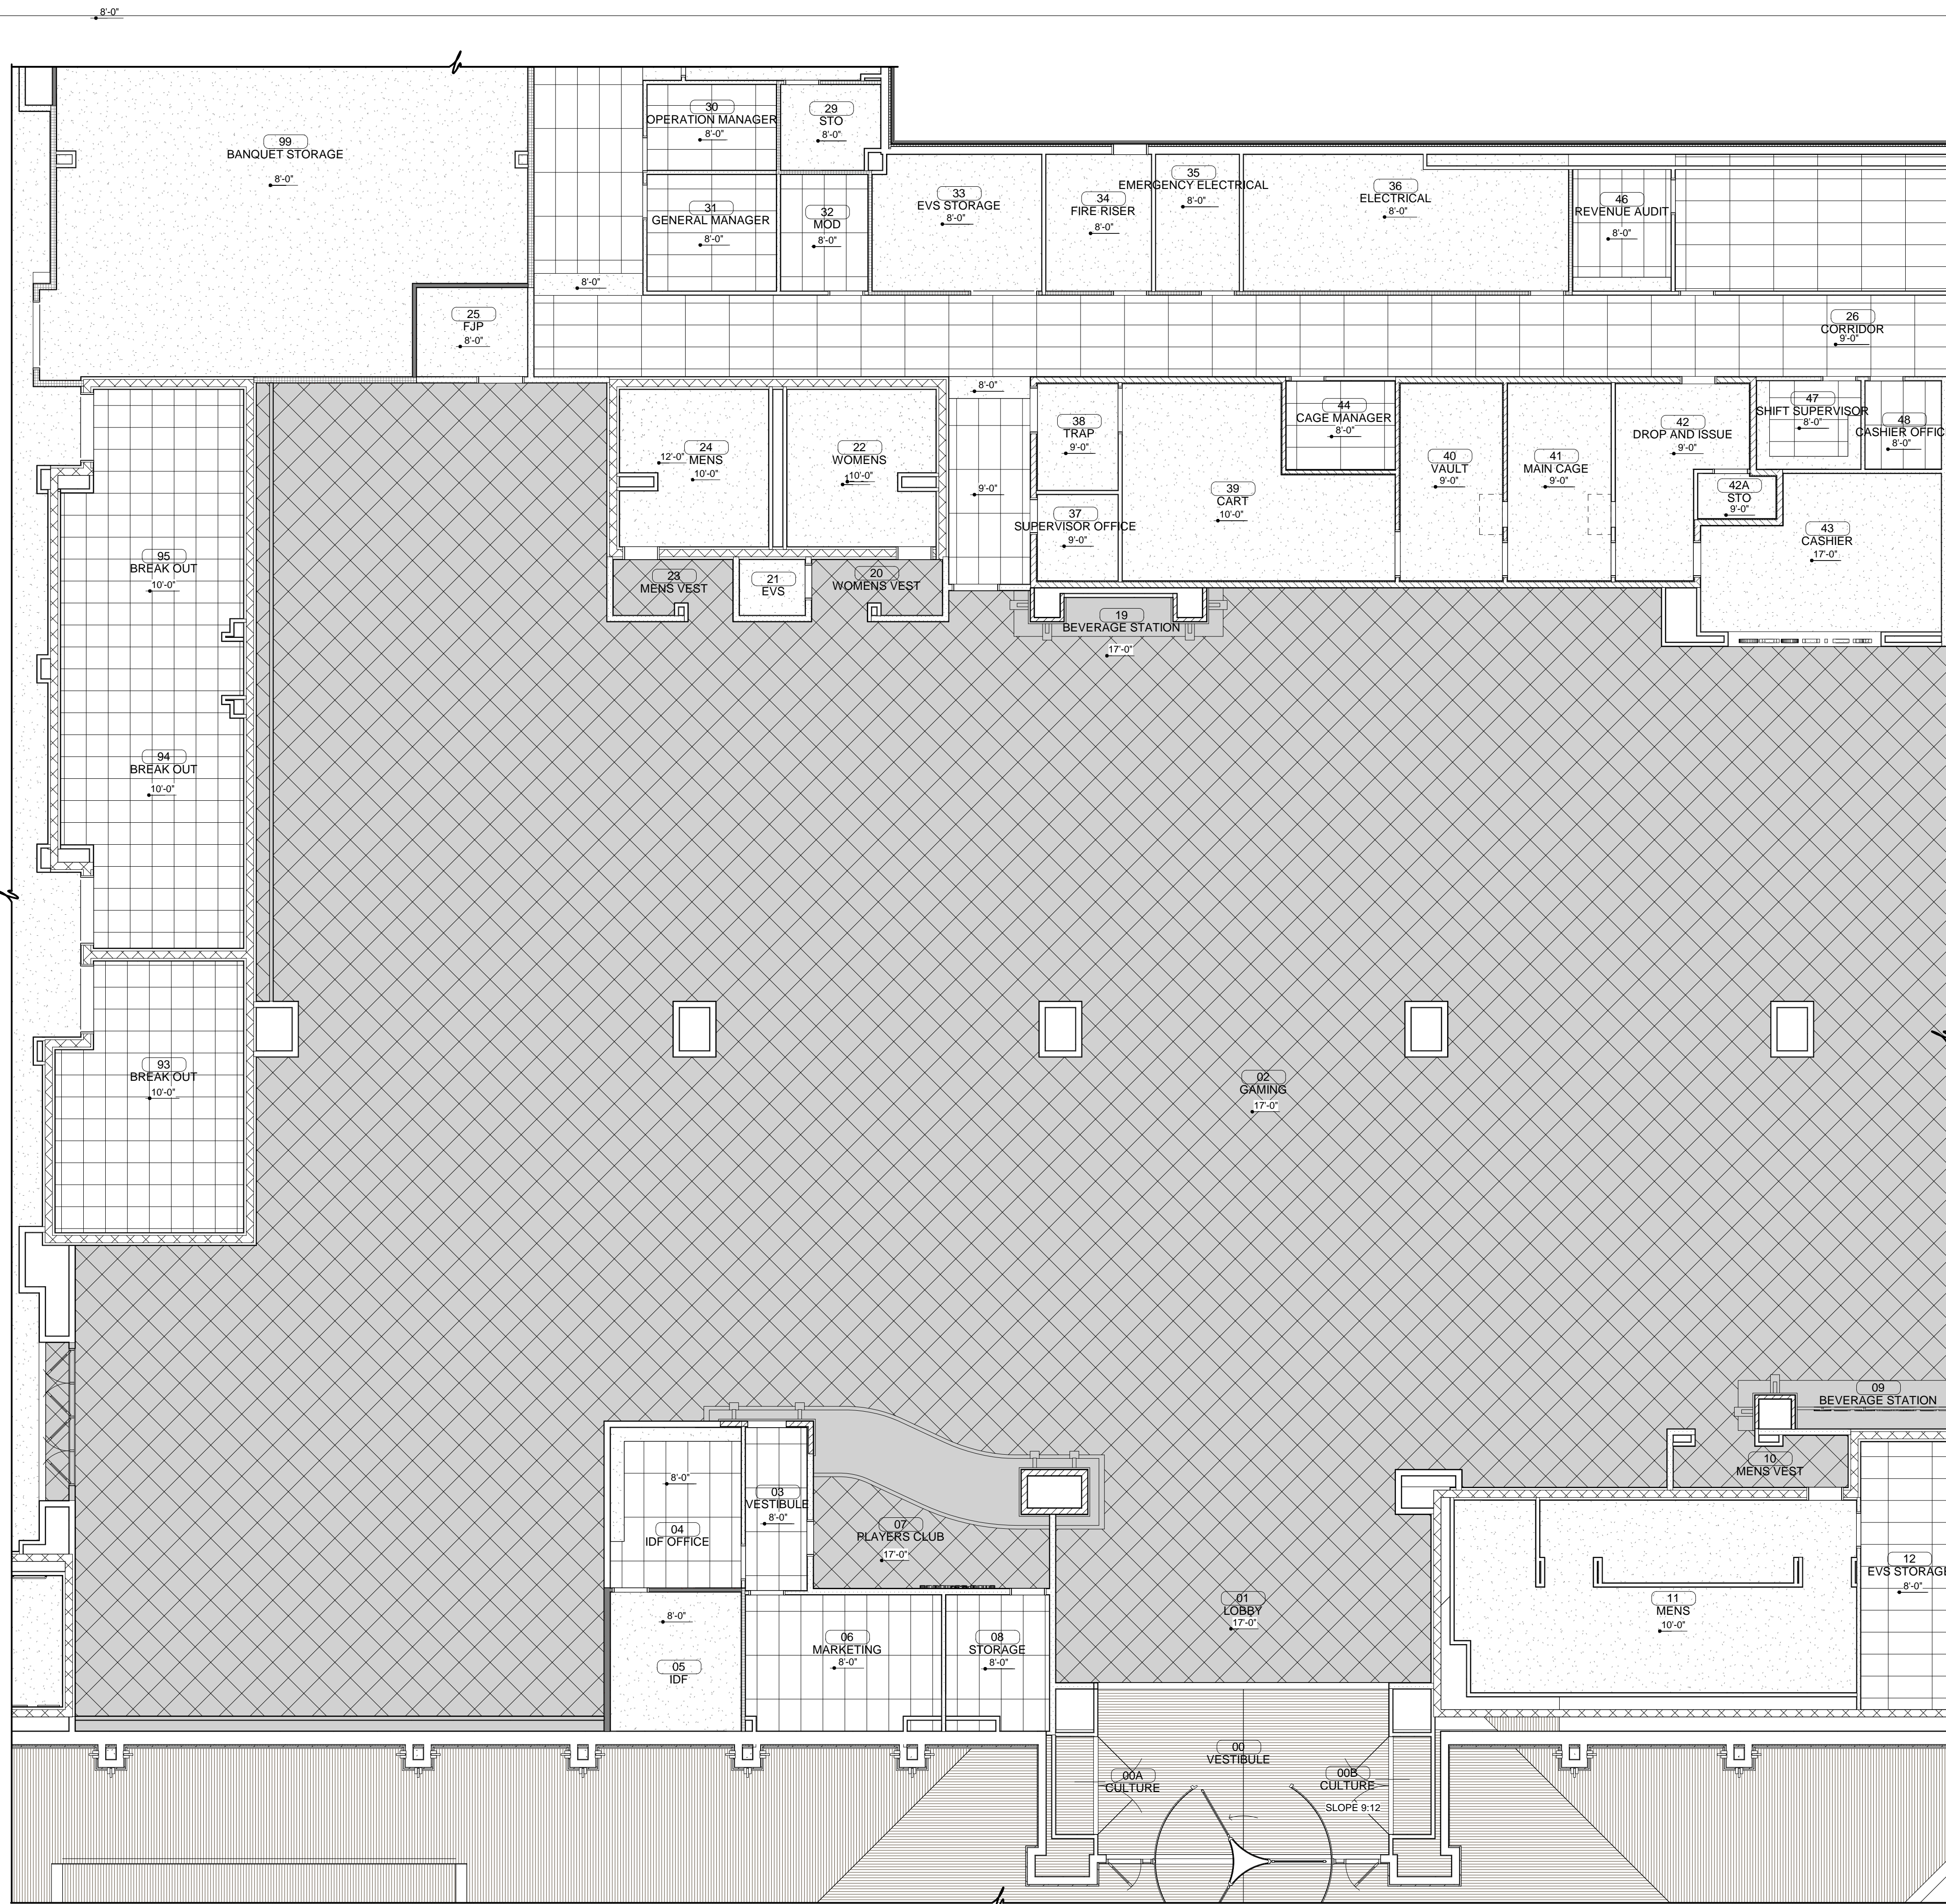 8'-0"
30
OPERATION MANAGER
8'-0"
29
STO
8'-0"
99
BANQUET STORAGE
8'-0"
31
GENERAL MANAGER
8'-0"
32
MOD
8'-0"
33
EVS STORAGE
8'-0"
34
FIRE RISER
8'-0"
35
EMERGENCY ELECTRICAL
8'-0"
36
ELECTRICAL
8'-0"
46
REVENUE AUDIT
8'-0"
8'-0"
25
FJP
8'-0"
26
CORRIDOR
9'-0"
24
MENS
12'-0"
10'-0"
22
WOMENS
10'-0"
8'-0"
9'-0"
38
TRAP
9'-0"
37
SUPERVISOR OFFICE
9'-0"
39
CART
10'-0"
44
CAGE MANAGER
8'-0"
40
VAULT
9'-0"
41
MAIN CAGE
9'-0"
42
DROP AND ISSUE
9'-0"
47
SHIFT SUPERVISOR
8'-0"
48
CASHIER OFFIC
8'-0"
42A
STO
9'-0"
43
CASHIER
17'-0"
95
BREAK OUT
10'-0"
23
MENS VEST
21
EVS
20
WOMENS VEST
19
BEVERAGE STATION
17'-0"
94
BREAK OUT
10'-0"
93
BREAK OUT
10'-0"
02
GAMING
17'-0"
09
BEVERAGE STATION
10
MENS VEST
8'-0"
04
IDF OFFICE
03
VESTIBULE
8'-0"
07
PLAYERS CLUB
17'-0"
12
EVS STORAGE
8'-0"
01
LOBBY
17'-0"
11
MENS
10'-0"
8'-0"
05
IDF
06
MARKETING
8'-0"
08
STORAGE
8'-0"
00
VESTIBULE
00A
CULTURE
00B
CULTURE
SLOPE 9:12